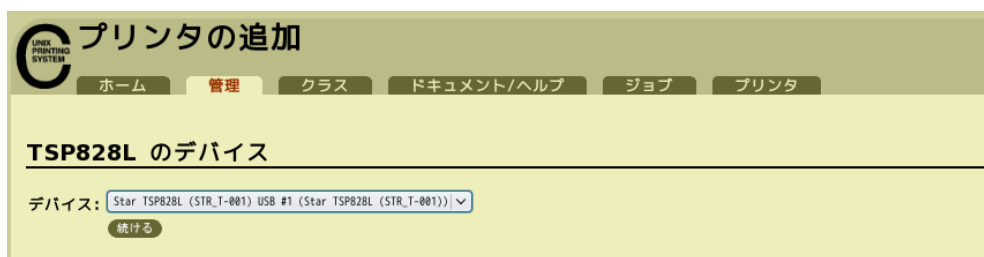 UNIX
PRINTING
SYSTEM
プリンタの追加
ホーム 管理 クラス ドキュメント/ヘルプ ジョブ プリンタ
TSP828L のデバイス
デバイス: Star TSP828L (STR_T-001) USB #1 (Star TSP828L (STR_T-001))
続ける